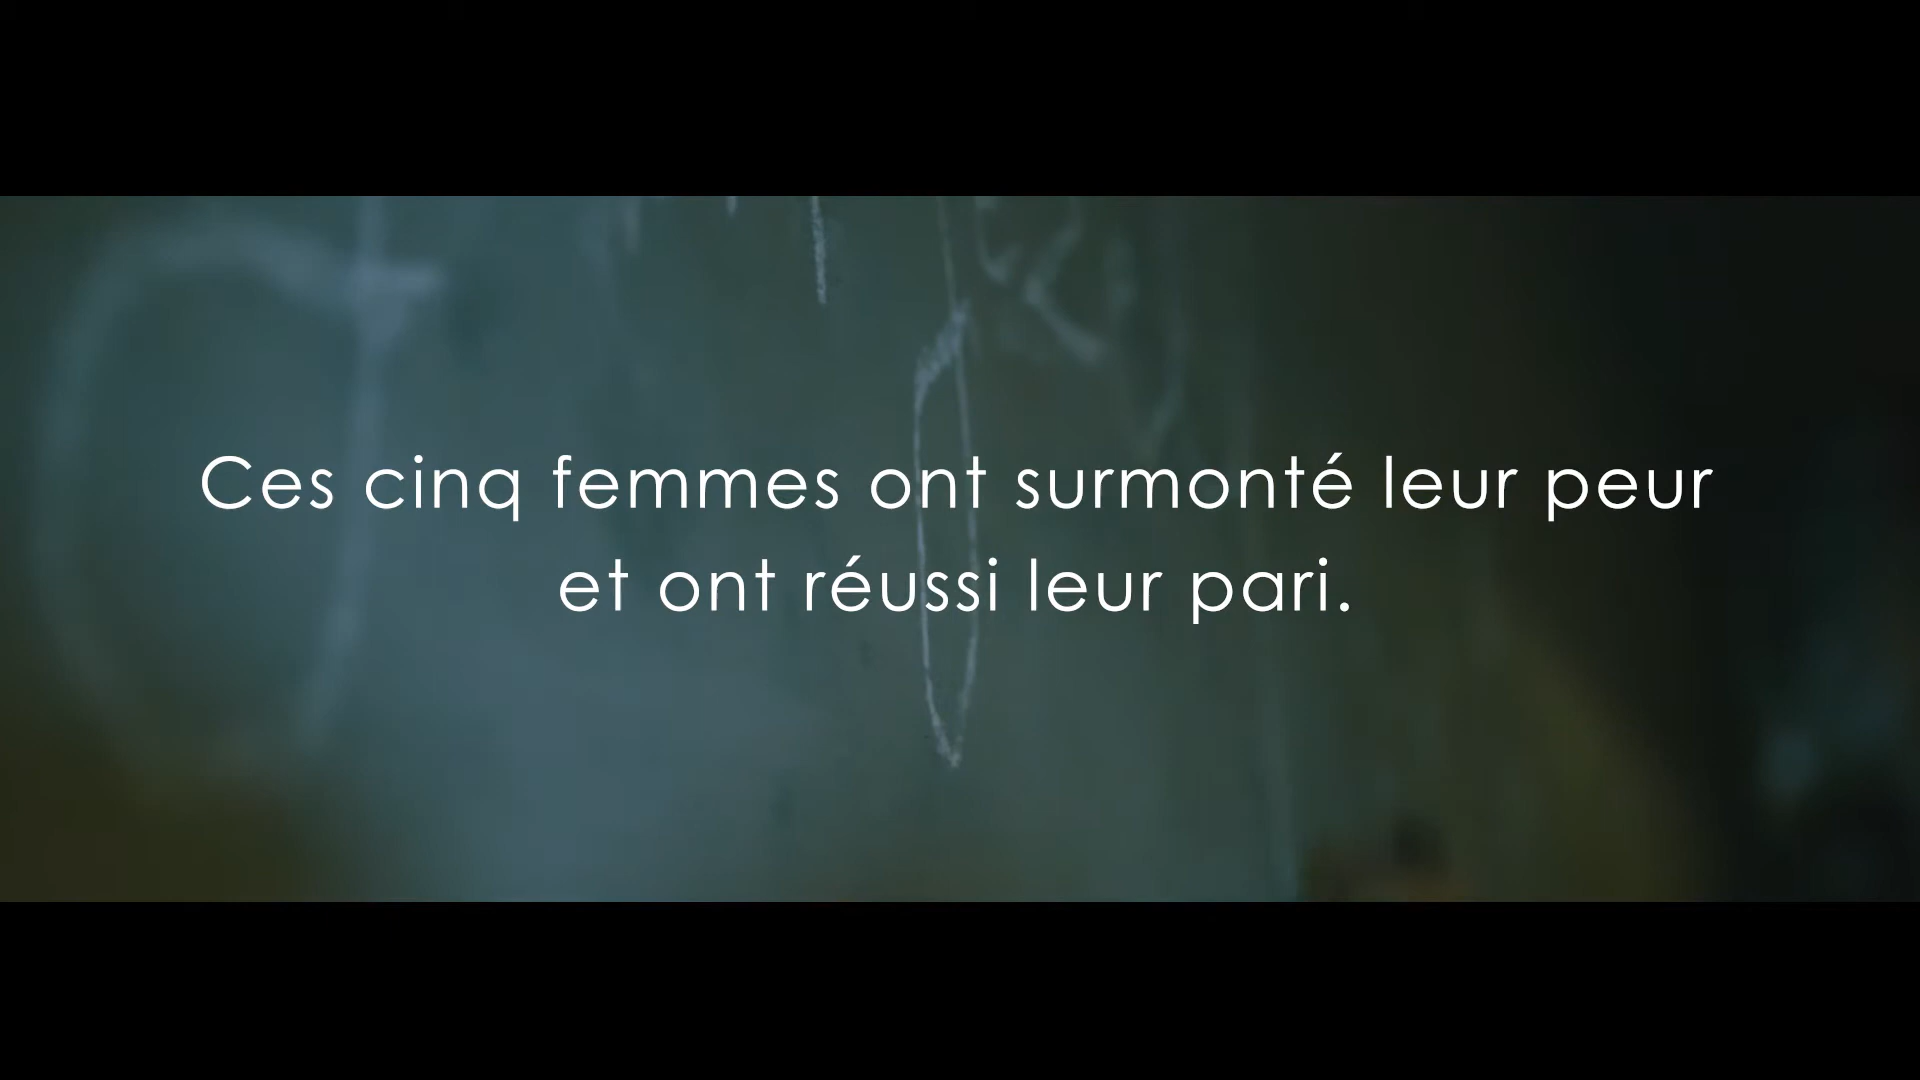 Ces cinq femmes ont surmonté leur peur
et ont réussi leur pari.